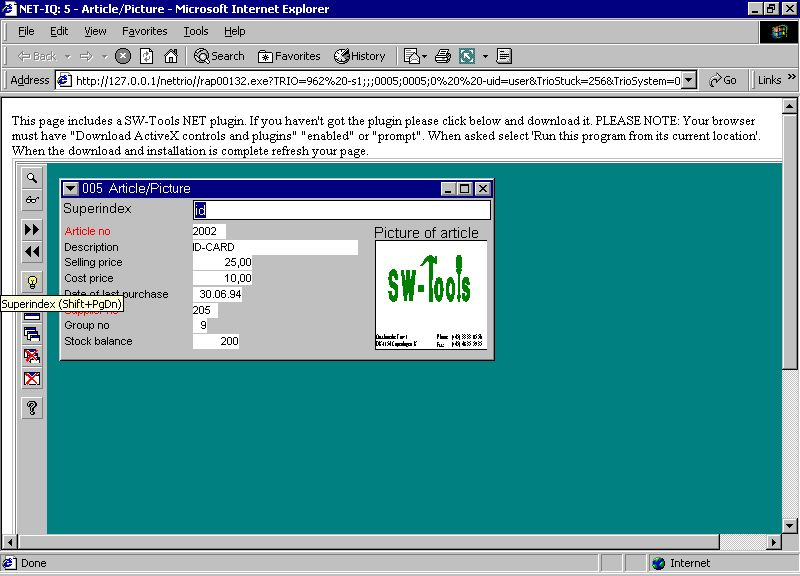 NET-IQ: 5 - Article/Picture - Microsoft Internet Explorer
File Edit View Favorites Tools Help
Back Search Favorites History
Address http://127.0.0.1/nettrio//rap00132.exe?TRIO=962%20-s1;;;0005;0005;0%20%20-uid=user&TrioStuck=256&TrioSystem=0 Go Links »
This page includes a SW-Tools NET plugin. If you haven't got the plugin please click below and download it. PLEASE NOTE: Your browser
must have "Download ActiveX controls and plugins" "enabled" or "prompt". When asked select 'Run this program from its current location'.
When the download and installation is complete refresh your page.
005 Article/Picture
Superindex id
Article no 2002
Picture of article
Description ID-CARD
Selling price 25,00
Cost price 10,00
SW-Tools
Date of last purchase 30.06.94
Superindex (Shift+PgDn)
Supplier no 205
Group no 9
Stock balance 200
Done
Internet